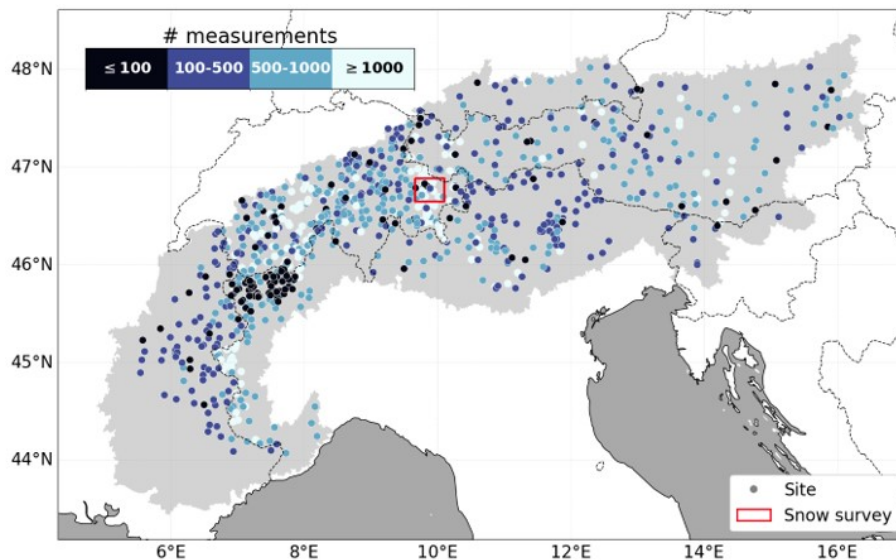 # measurements
≤ 100 100-500 500-1000 ≥ 1000
48°N
47°N
46°N
45°N
44°N
Site
Snow survey
6°E 8°E 10°E 12°E 14°E 16°E